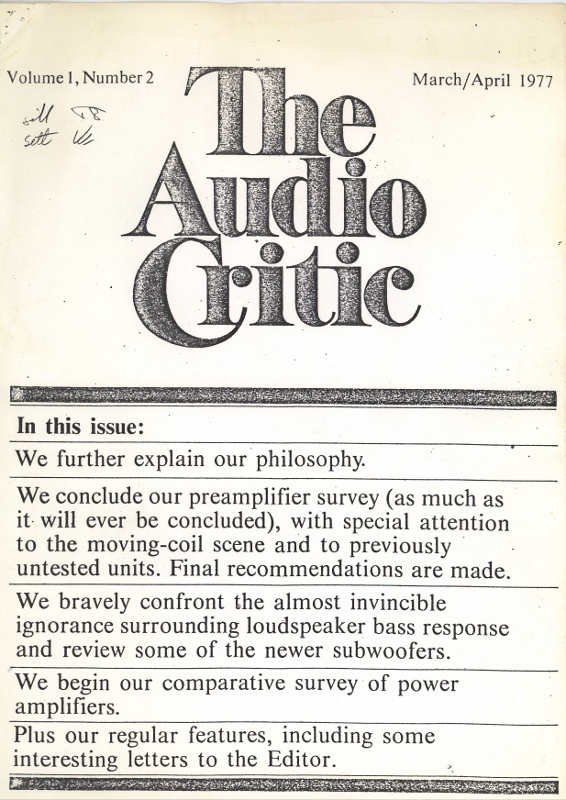 Volume 1, Number 2
March/April 1977
The
Audio
Critic
In this issue:
We further explain our philosophy.
We conclude our preamplifier survey (as much as
it will ever be concluded), with special attention
to the moving-coil scene and to previously
untested units. Final recommendations are made.
We bravely confront the almost invincible
ignorance surrounding loudspeaker bass response
and review some of the newer subwoofers.
We begin our comparative survey of power
amplifiers.
Plus our regular features, including some
interesting letters to the Editor.